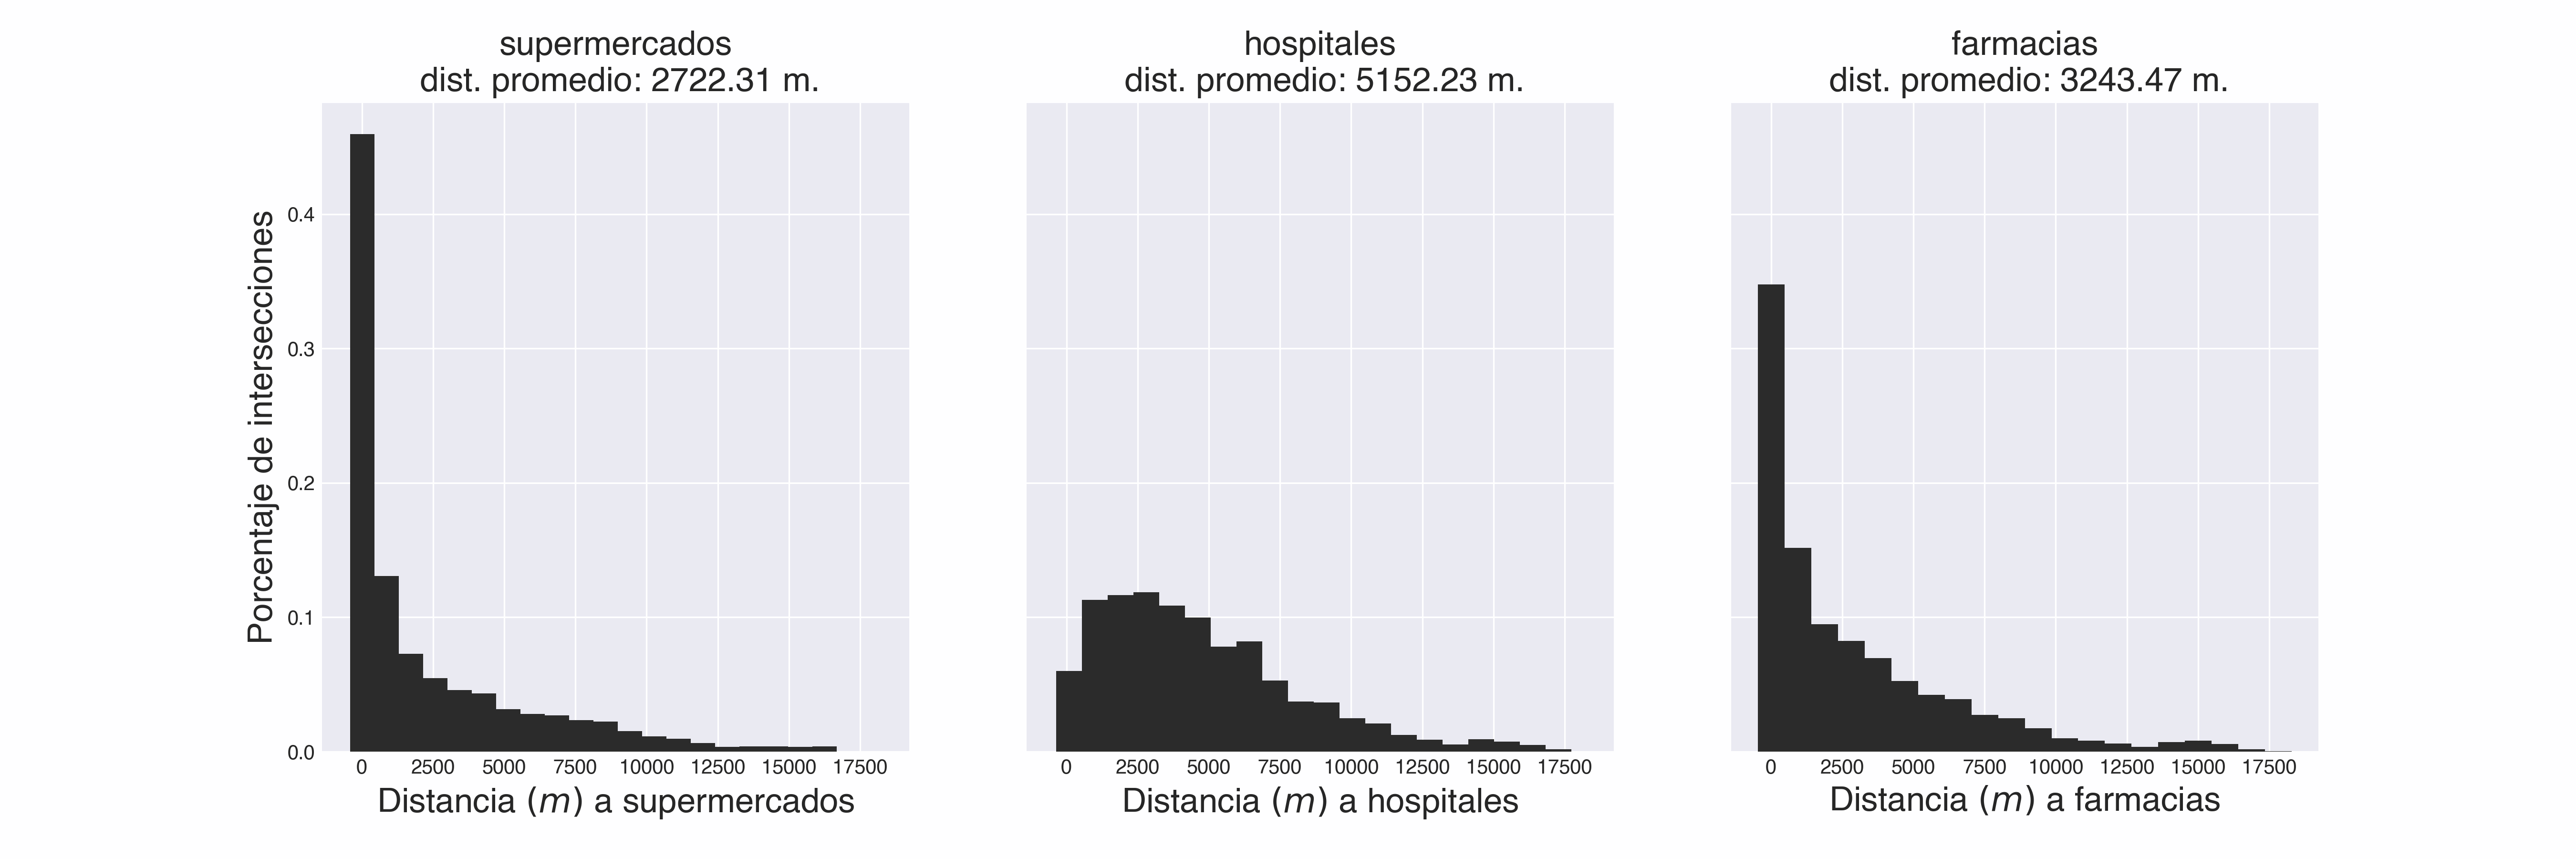 supermercados
dist. promedio: 2722.31 m.
Porcentaje de intersecciones
0.4
0.3
0.2
0.1
0.0
0 2500 5000 7500 10000 12500 15000 17500
Distancia (m) a supermercados
hospitales
dist. promedio: 5152.23 m.
0 2500 5000 7500 10000 12500 15000 17500
Distancia (m) a hospitales
farmacias
dist. promedio: 3243.47 m.
0 2500 5000 7500 10000 12500 15000 17500
Distancia (m) a farmacias